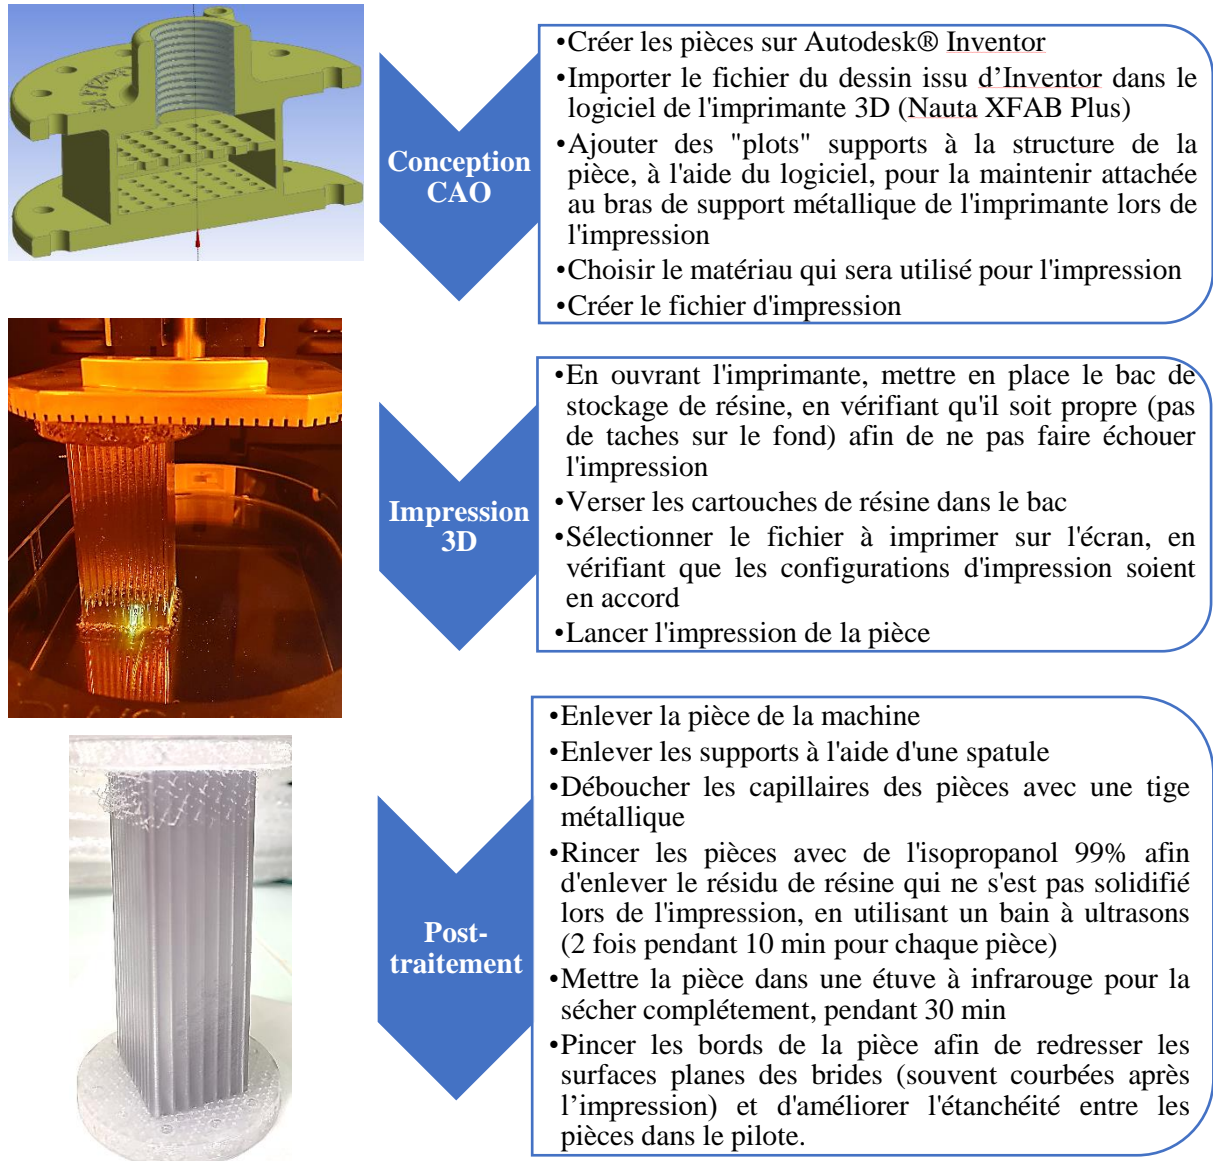 Conception
CAO
•Créer les pièces sur Autodesk® Inventor
•Importer le fichier du dessin issu d’Inventor dans le
logiciel de l'imprimante 3D (Nauta XFAB Plus)
•Ajouter des "plots" supports à la structure de la
pièce, à l'aide du logiciel, pour la maintenir attachée
au bras de support métallique de l'imprimante lors de
l'impression
•Choisir le matériau qui sera utilisé pour l'impression
•Créer le fichier d'impression
Impression
3D
•En ouvrant l'imprimante, mettre en place le bac de
stockage de résine, en vérifiant qu'il soit propre (pas
de taches sur le fond) afin de ne pas faire échouer
l'impression
•Verser les cartouches de résine dans le bac
•Sélectionner le fichier à imprimer sur l'écran, en
vérifiant que les configurations d'impression soient
en accord
•Lancer l'impression de la pièce
Post-
traitement
•Enlever la pièce de la machine
•Enlever les supports à l'aide d'une spatule
•Déboucher les capillaires des pièces avec une tige
métallique
•Rincer les pièces avec de l'isopropanol 99% afin
d'enlever le résidu de résine qui ne s'est pas solidifié
lors de l'impression, en utilisant un bain à ultrasons
(2 fois pendant 10 min pour chaque pièce)
•Mettre la pièce dans une étuve à infrarouge pour la
sécher complétement, pendant 30 min
•Pincer les bords de la pièce afin de redresser les
surfaces planes des brides (souvent courbées après
l’impression) et d'améliorer l'étanchéité entre les
pièces dans le pilote.